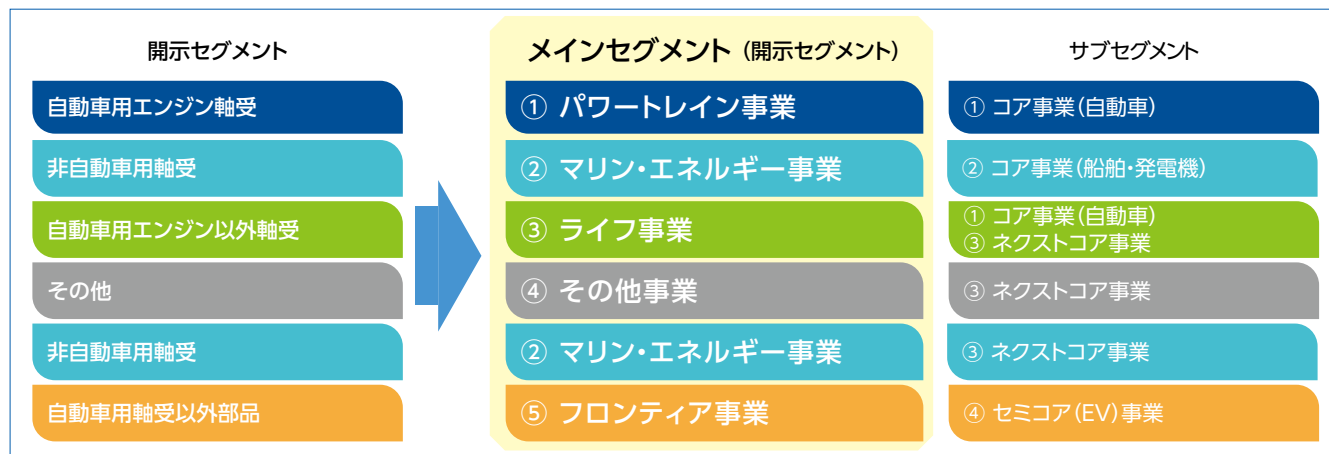 開示セグメント
自動車用エンジン軸受
非自動車用軸受
自動車用エンジン以外軸受
その他
非自動車用軸受
自動車用軸受以外部品
メインセグメント（開示セグメント）
① パワートレイン事業
② マリン・エネルギー事業
③ ライフ事業
④ その他事業
② マリン・エネルギー事業
⑤ フロンティア事業
サブセグメント
① コア事業（自動車）
② コア事業（船舶・発電機）
① コア事業（自動車）
③ ネクストコア事業
③ ネクストコア事業
③ ネクストコア事業
④ セミコア（EV）事業